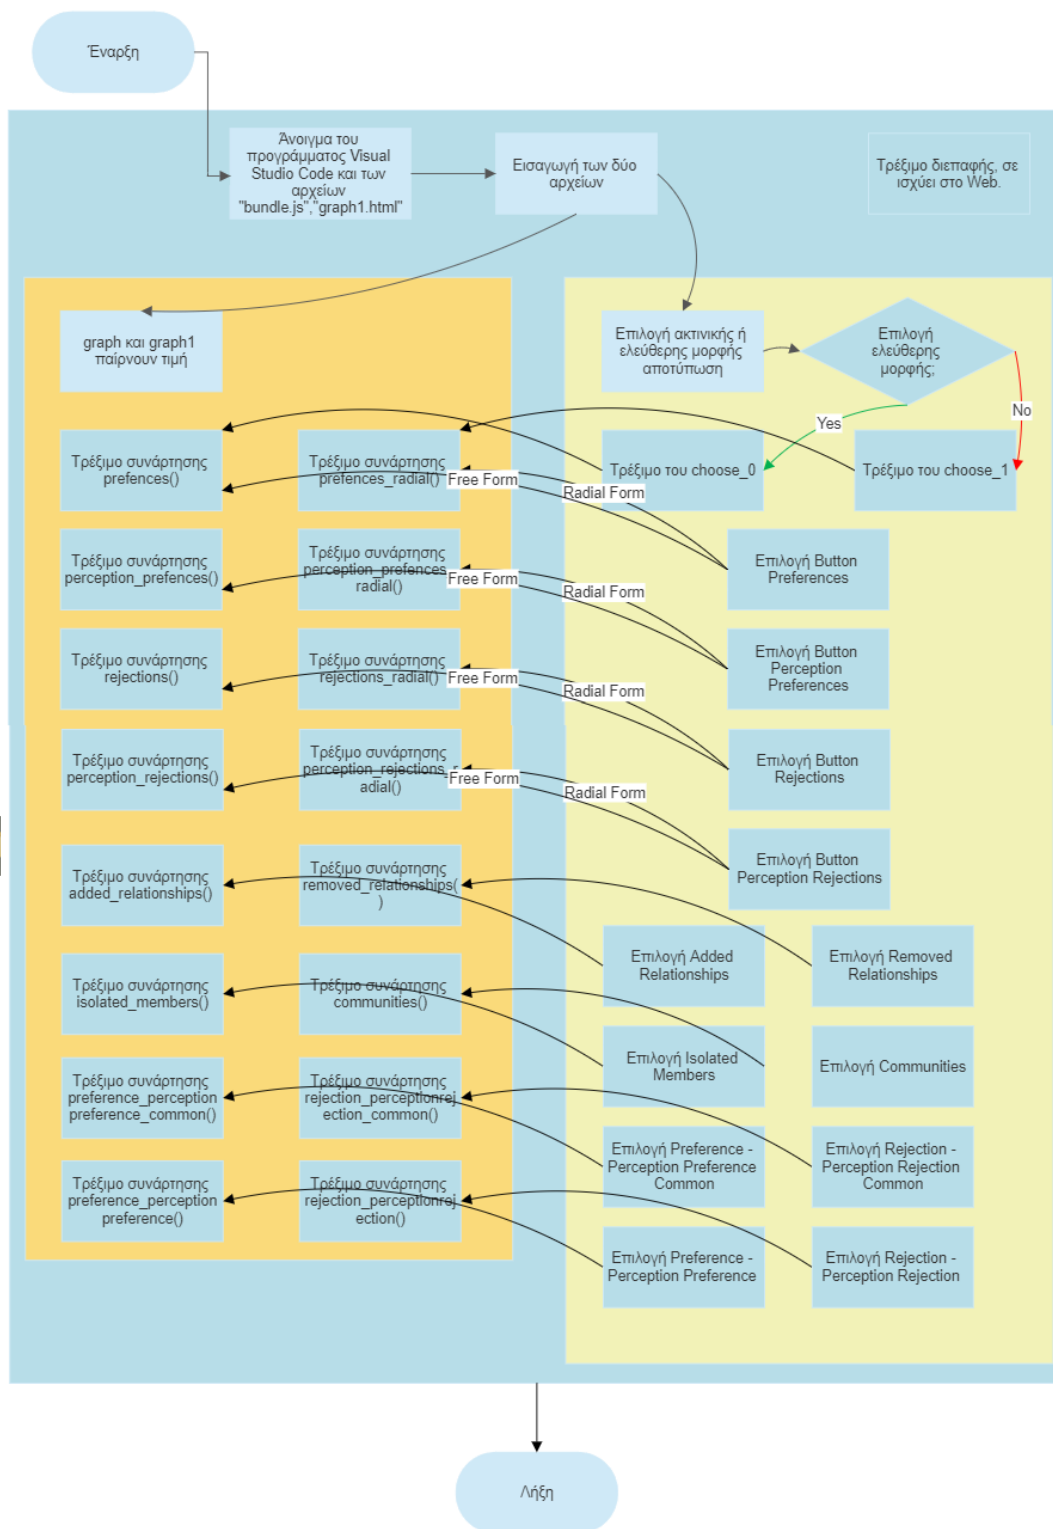 Έναρξη
Άνοιγμα του
προγράμματος Visual
Studio Code και των
αρχείων
"bundle.js","graph1.html"
Εισαγωγή των δύο
αρχείων
Τρέξιμο διεπαφής, σε
ισχύει στο Web.
graph και graph1
παίρνουν τιμή
Επιλογή ακτινικής ή
ελεύθερης μορφής
αποτύπωση
Επιλογή
ελεύθερης
μορφής;
Yes
No
Τρέξιμο συνάρτησης
prefences()
Τρέξιμο συνάρτησης
prefences_radial()
Τρέξιμο του choose_0
Τρέξιμο του choose_1
Free Form
Radial Form
Επιλογή Button
Preferences
Τρέξιμο συνάρτησης
perception_prefences()
Τρέξιμο συνάρτησης
perception_prefences_
radial()
Free Form
Radial Form
Επιλογή Button
Perception
Preferences
Τρέξιμο συνάρτησης
rejections()
Τρέξιμο συνάρτησης
rejections_radial()
Free Form
Radial Form
Επιλογή Button
Rejections
Τρέξιμο συνάρτησης
perception_rejections()
Τρέξιμο συνάρτησης
perception_rejections_r
adial()
Free Form
Radial Form
Επιλογή Button
Perception Rejections
Τρέξιμο συνάρτησης
added_relationships()
Τρέξιμο συνάρτησης
removed_relationships(
)
Επιλογή Added
Relationships
Επιλογή Removed
Relationships
Τρέξιμο συνάρτησης
isolated_members()
Τρέξιμο συνάρτησης
communities()
Επιλογή Isolated
Members
Επιλογή Communities
Τρέξιμο συνάρτησης
preference_perception
preference_common()
Τρέξιμο συνάρτησης
rejection_perceptionrej
ection_common()
Επιλογή Preference -
Perception Preference
Common
Επιλογή Rejection -
Perception Rejection
Common
Τρέξιμο συνάρτησης
preference_perception
preference()
Τρέξιμο συνάρτησης
rejection_perceptionrej
ection()
Επιλογή Preference -
Perception Preference
Επιλογή Rejection -
Perception Rejection
Λήξη